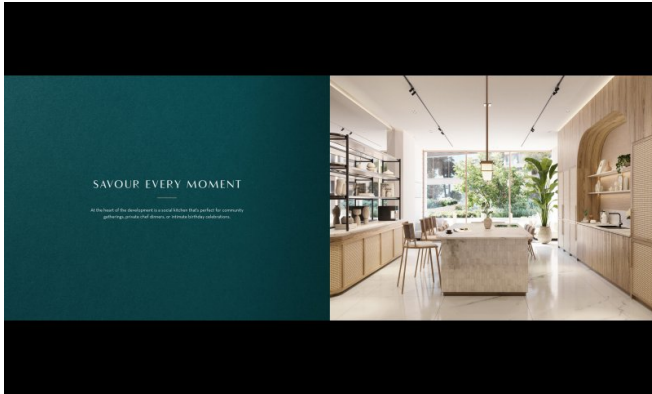 SAVOUR EVERY MOMENT
At the heart of the development is a social kitchen that's perfect for community
gatherings, private chef dinners, or intimate birthday celebrations.